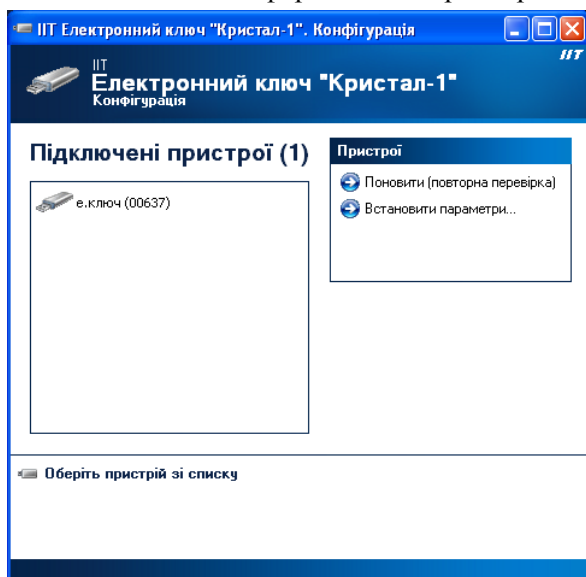 ІІТ Електронний ключ "Кристал-1". Конфігурація
ІІТ
ІІТ
Електронний ключ "Кристал-1"
Конфігурація
Підключені пристрої (1)
е.ключ (00637)
Пристрої
Поновити (повторна перевірка)
Встановити параметри...
Оберіть пристрій зі списку